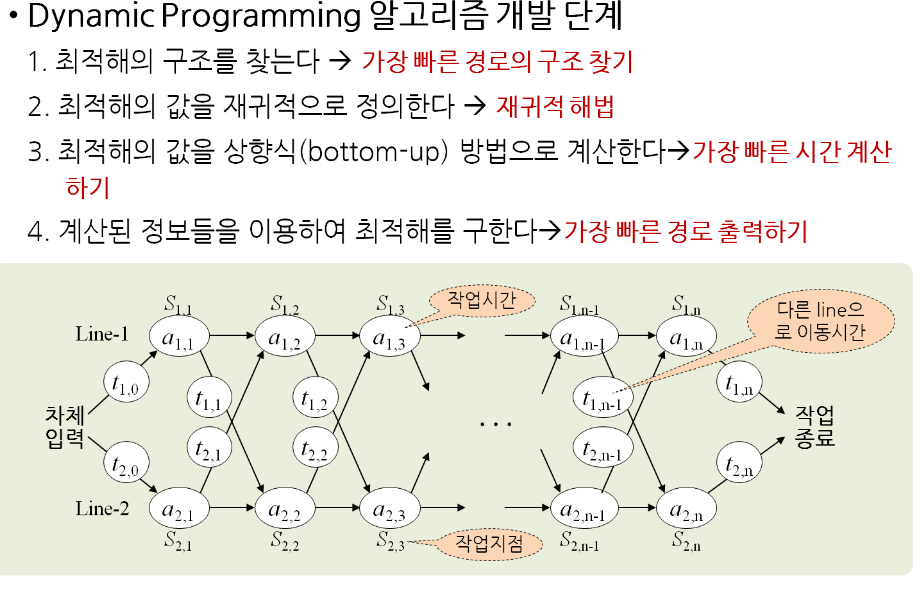 • Dynamic Programming 알고리즘 개발 단계
1. 최적해의 구조를 찾는다 → 가장 빠른 경로의 구조 찾기
2. 최적해의 값을 재귀적으로 정의한다 → 재귀적 해법
3. 최적해의 값을 상향식(bottom-up) 방법으로 계산한다→가장 빠른 시간 계산
하기
4. 계산된 정보들을 이용하여 최적해를 구한다→가장 빠른 경로 출력하기
S1,1 S1,2 S1,3 작업시간 S1,n-1 S1,n
다른 line으
로 이동시간
Line-1 a1,1 a1,2 a1,3 a1,n-1 a1,n
t1,0 t1,1 t1,2 t1,n-1 t1,n
차체
입력
...
작업
종료
t2,0 t2,1 t2,2 t2,n-1 t2,n
Line-2 a2,1 a2,2 a2,3 a2,n-1 a2,n
S2,1 S2,2 S2,3 작업지점 S2,n-1 S2,n